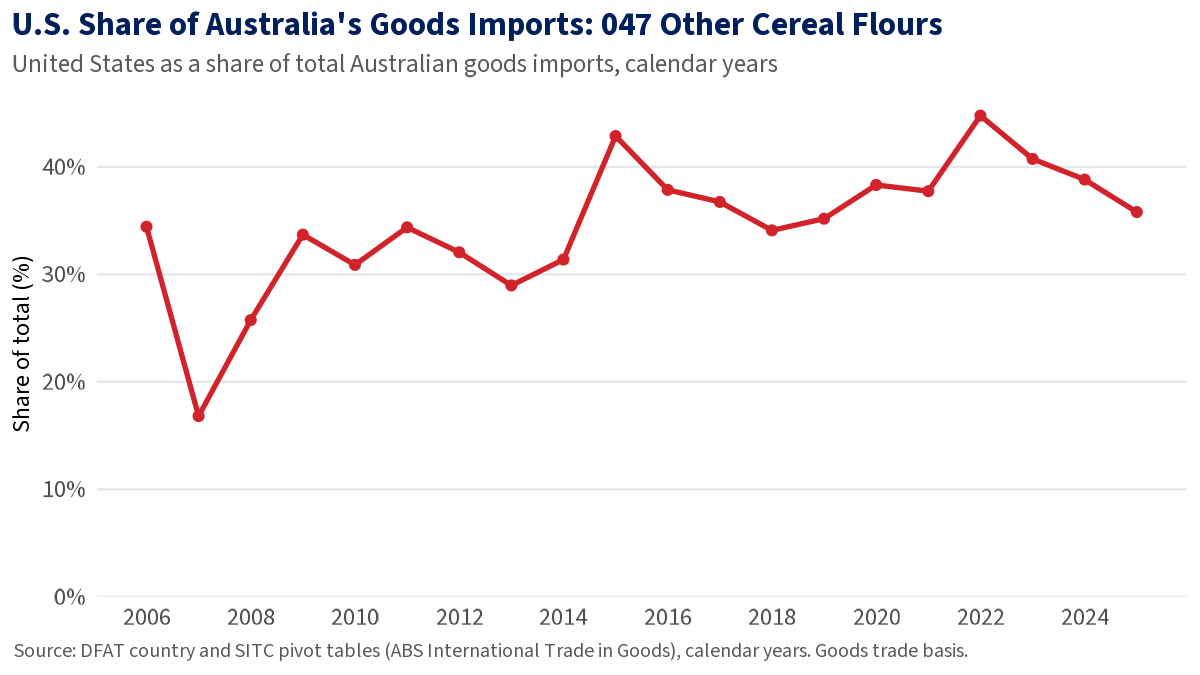 U.S. Share of Australia's Goods Imports: 047 Other Cereal Flours
United States as a share of total Australian goods imports, calendar years
Share of total (%)
40%
30%
20%
10%
0%
2006 2008 2010 2012 2014 2016 2018 2020 2022 2024
Source: DFAT country and SITC pivot tables (ABS International Trade in Goods), calendar years. Goods trade basis.